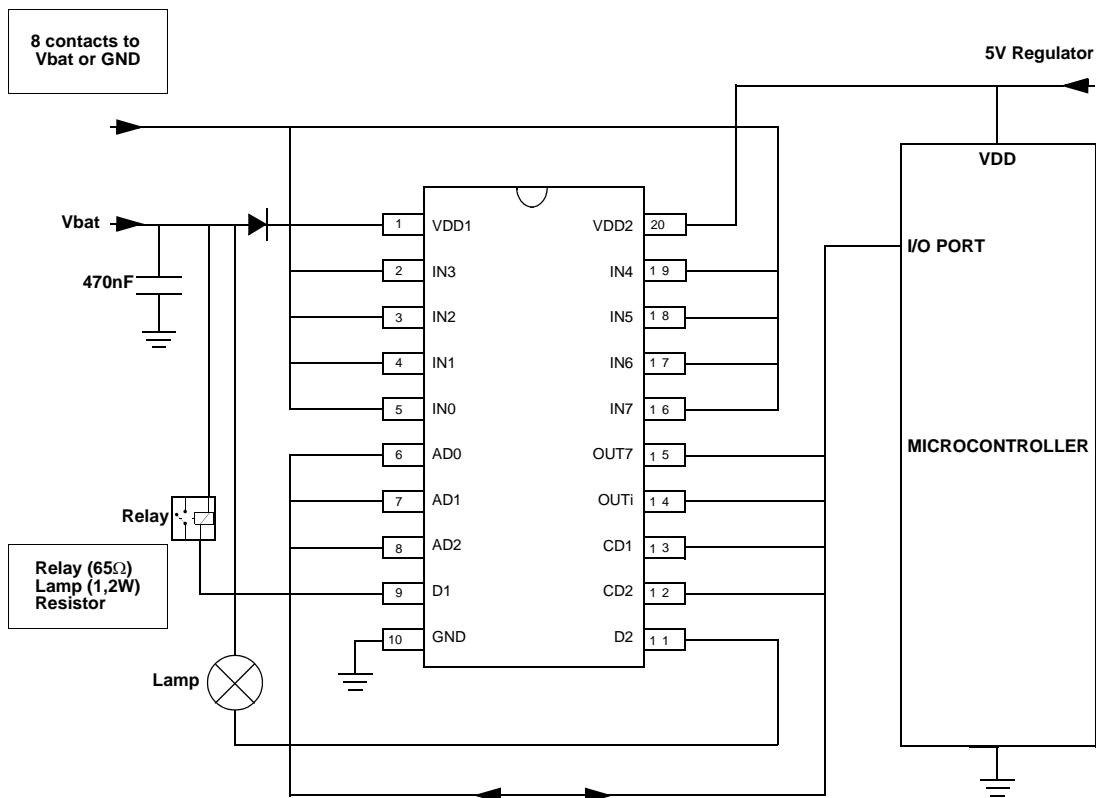 8 contacts to
Vbat or GND
5V Regulator
VDD
Vbat
1
VDD1
VDD2
20
I/O PORT
470nF
2
IN3
IN4
1 9
3
IN2
IN5
1 8
4
IN1
IN6
1 7
5
IN0
IN7
1 6
6
AD0
OUT7
1 5
MICROCONTROLLER
7
AD1
OUTi
1 4
Relay
8
AD2
CD1
1 3
Relay (65Ω)
Lamp (1,2W)
Resistor
9
D1
CD2
1 2
10
GND
D2
1 1
Lamp